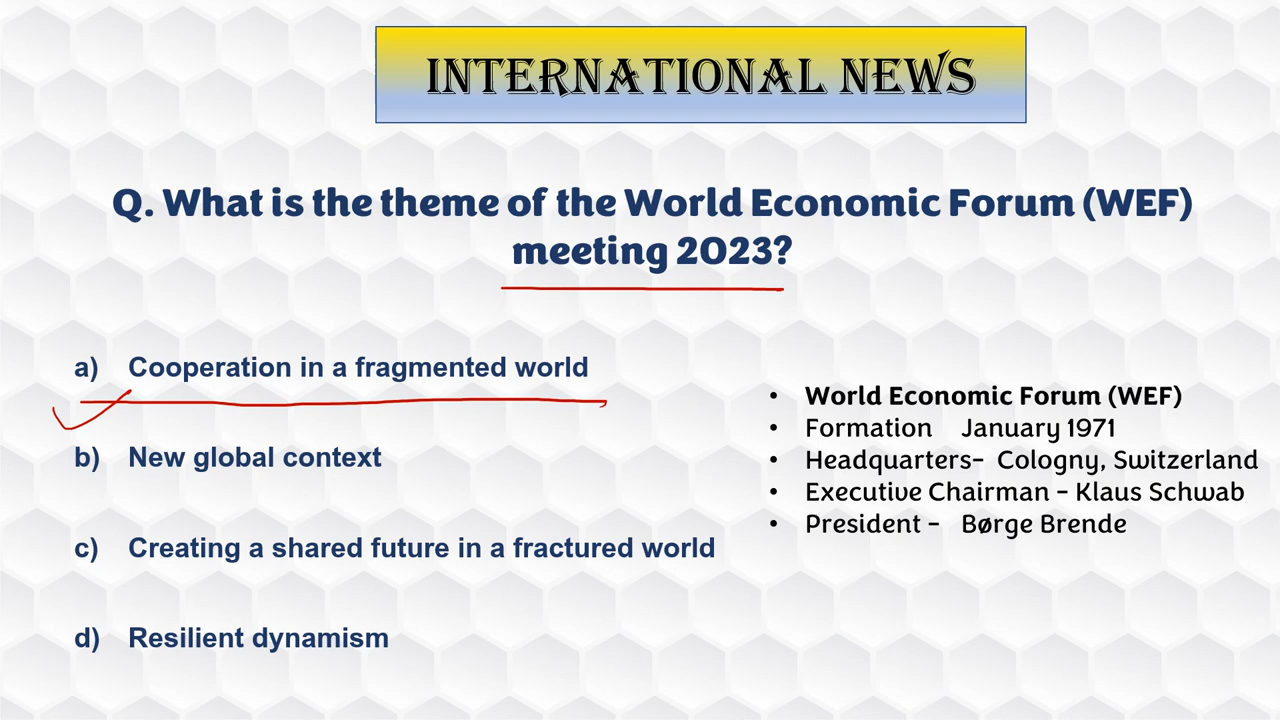 INTERNATIONAL NEWS
Q. What is the theme of the World Economic Forum (WEF)
meeting 2023?
a) Cooperation in a fragmented world
b) New global context
c) Creating a shared future in a fractured world
d) Resilient dynamism
• World Economic Forum (WEF)
• Formation January 1971
• Headquarters- Cologny, Switzerland
• Executive Chairman - Klaus Schwab
• President - Børge Brende